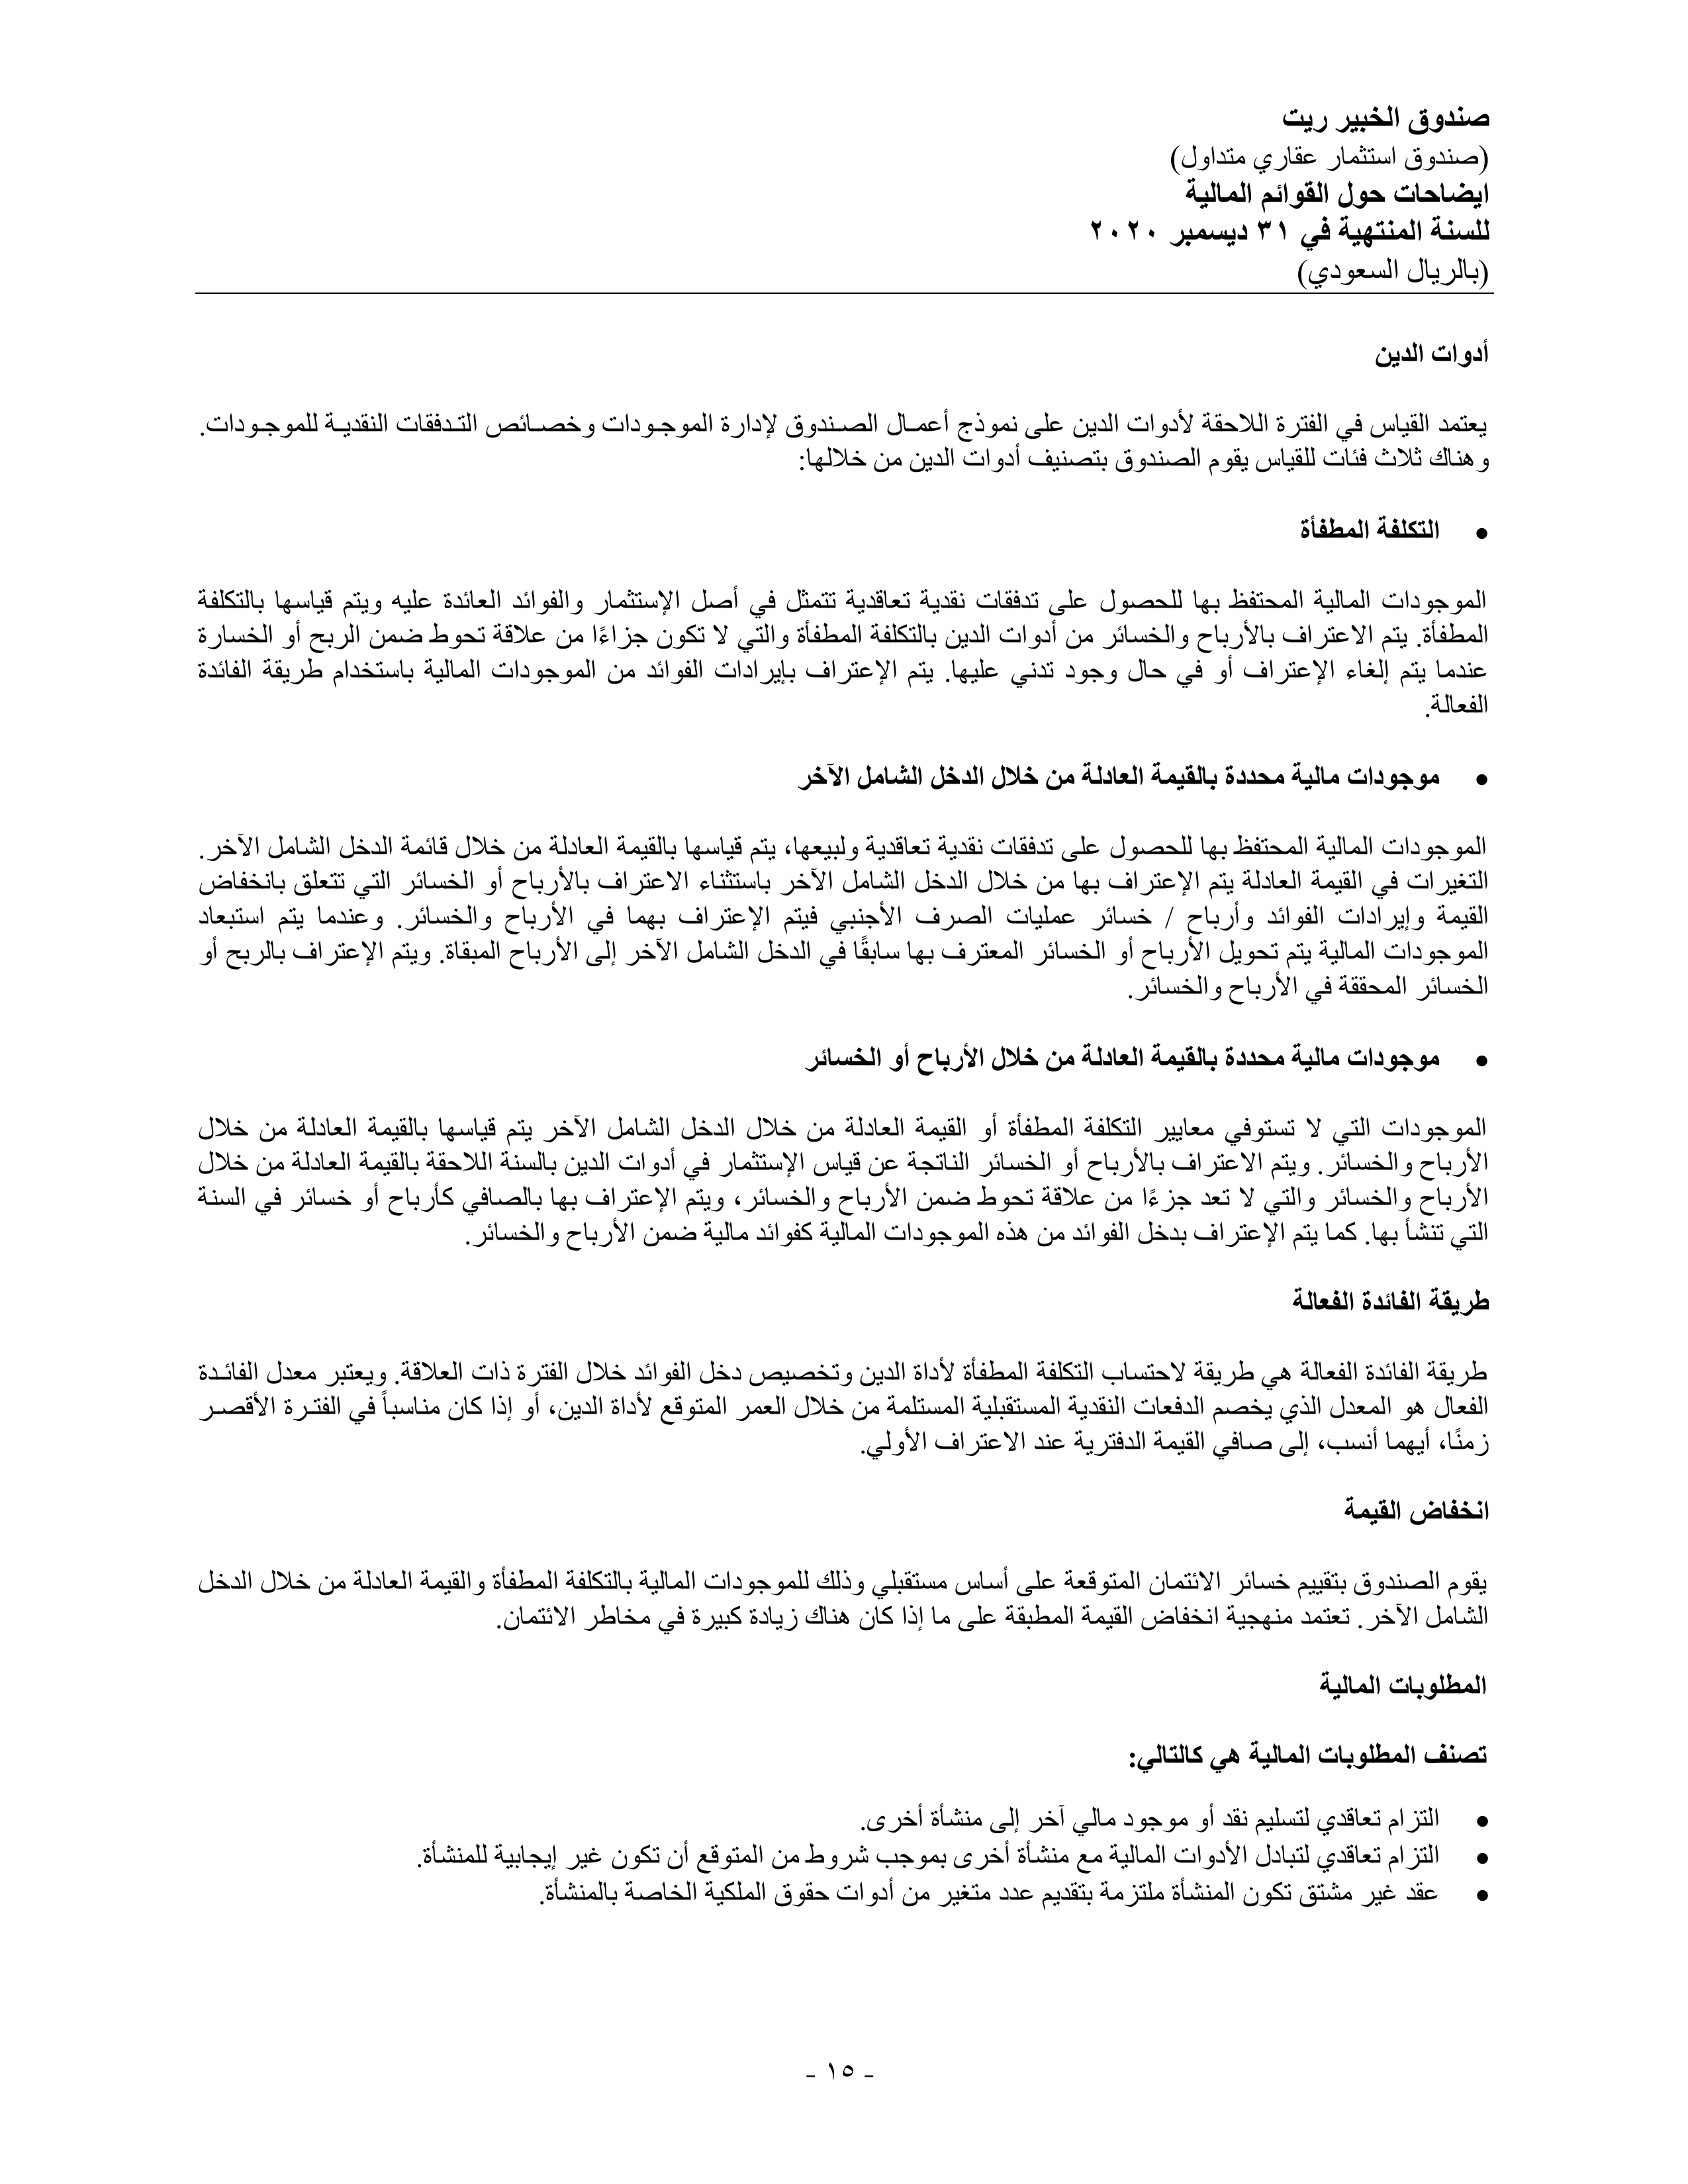 صندوق الخبير ريت
(صندوق استثمار عقاري متداول)
ايضاحات حول القوائم المالية
للسنة المنتهية في ٣١ ديسمبر ٢٠٢٠
(بالريال السعودي)
أدوات الدين
يعتمد القياس في الفترة اللاحقة لأدوات الدين على نموذج أعمال الصندوق لإدارة الموجودات وخصائص التدفقات النقدية للموجودات.
وهناك ثلاث فئات للقياس يقوم الصندوق بتصنيف أدوات الدين من خلالها:
• التكلفة المطفأة
الموجودات المالية المحتفظ بها للحصول على تدفقات نقدية تعاقدية تتمثل في أصل الإستثمار والفوائد العائدة عليه ويتم قياسها بالتكلفة
المطفأة. يتم الاعتراف بالأرباح والخسائر من أدوات الدين بالتكلفة المطفأة والتي لا تكون جزاءًا من علاقة تحوط ضمن الربح أو الخسارة
عندما يتم إلغاء الإعتراف أو في حال وجود تدني عليها. يتم الإعتراف بإيرادات الفوائد من الموجودات المالية باستخدام طريقة الفائدة
الفعالة.
• موجودات مالية محددة بالقيمة العادلة من خلال الدخل الشامل الآخر
الموجودات المالية المحتفظ بها للحصول على تدفقات نقدية تعاقدية ولبيعها، يتم قياسها بالقيمة العادلة من خلال قائمة الدخل الشامل الآخر.
التغيرات في القيمة العادلة يتم الإعتراف بها من خلال الدخل الشامل الآخر باستثناء الاعتراف بالأرباح أو الخسائر التي تتعلق بانخفاض
القيمة وإيرادات الفوائد وأرباح / خسائر عمليات الصرف الأجنبي فيتم الإعتراف بهما في الأرباح والخسائر. وعندما يتم استبعاد
الموجودات المالية يتم تحويل الأرباح أو الخسائر المعترف بها سابقًا في الدخل الشامل الآخر إلى الأرباح المبقاة. ويتم الإعتراف بالربح أو
الخسائر المحققة في الأرباح والخسائر.
• موجودات مالية محددة بالقيمة العادلة من خلال الأرباح أو الخسائر
الموجودات التي لا تستوفي معايير التكلفة المطفأة أو القيمة العادلة من خلال الدخل الشامل الآخر يتم قياسها بالقيمة العادلة من خلال
الأرباح والخسائر. ويتم الاعتراف بالأرباح أو الخسائر الناتجة عن قياس الإستثمار في أدوات الدين بالسنة اللاحقة بالقيمة العادلة من خلال
الأرباح والخسائر والتي لا تعد جزءًا من علاقة تحوط ضمن الأرباح والخسائر، ويتم الإعتراف بها بالصافي كأرباح أو خسائر في السنة
التي تنشأ بها. كما يتم الإعتراف بدخل الفوائد من هذه الموجودات المالية كفوائد مالية ضمن الأرباح والخسائر.
طريقة الفائدة الفعالة
طريقة الفائدة الفعالة هي طريقة لاحتساب التكلفة المطفأة لأداة الدين وتخصيص دخل الفوائد خلال الفترة ذات العلاقة. ويعتبر معدل الفائدة
الفعال هو المعدل الذي يخصم الدفعات النقدية المستقبلية المستلمة من خلال العمر المتوقع لأداة الدين، أو إذا كان مناسباً في الفترة الأقصر
زمنًا، أيهما أنسب، إلى صافي القيمة الدفترية عند الاعتراف الأولي.
انخفاض القيمة
يقوم الصندوق بتقييم خسائر الائتمان المتوقعة على أساس مستقبلي وذلك للموجودات المالية بالتكلفة المطفأة والقيمة العادلة من خلال الدخل
الشامل الآخر. تعتمد منهجية انخفاض القيمة المطبقة على ما إذا كان هناك زيادة كبيرة في مخاطر الائتمان.
المطلوبات المالية
تصنف المطلوبات المالية هي كالتالي:
• التزام تعاقدي لتسليم نقد أو موجود مالي آخر إلى منشأة أخرى.
• التزام تعاقدي لتبادل الأدوات المالية مع منشأة أخرى بموجب شروط من المتوقع أن تكون غير إيجابية للمنشأة.
• عقد غير مشتق تكون المنشأة ملتزمة بتقديم عدد متغير من أدوات حقوق الملكية الخاصة بالمنشأة.
- ١٥ -